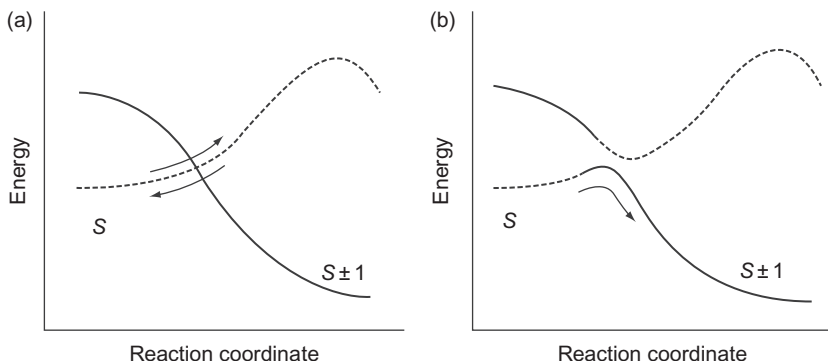 (a)
Energy
S
S ± 1
Reaction coordinate
(b)
Energy
S
S ± 1
Reaction coordinate